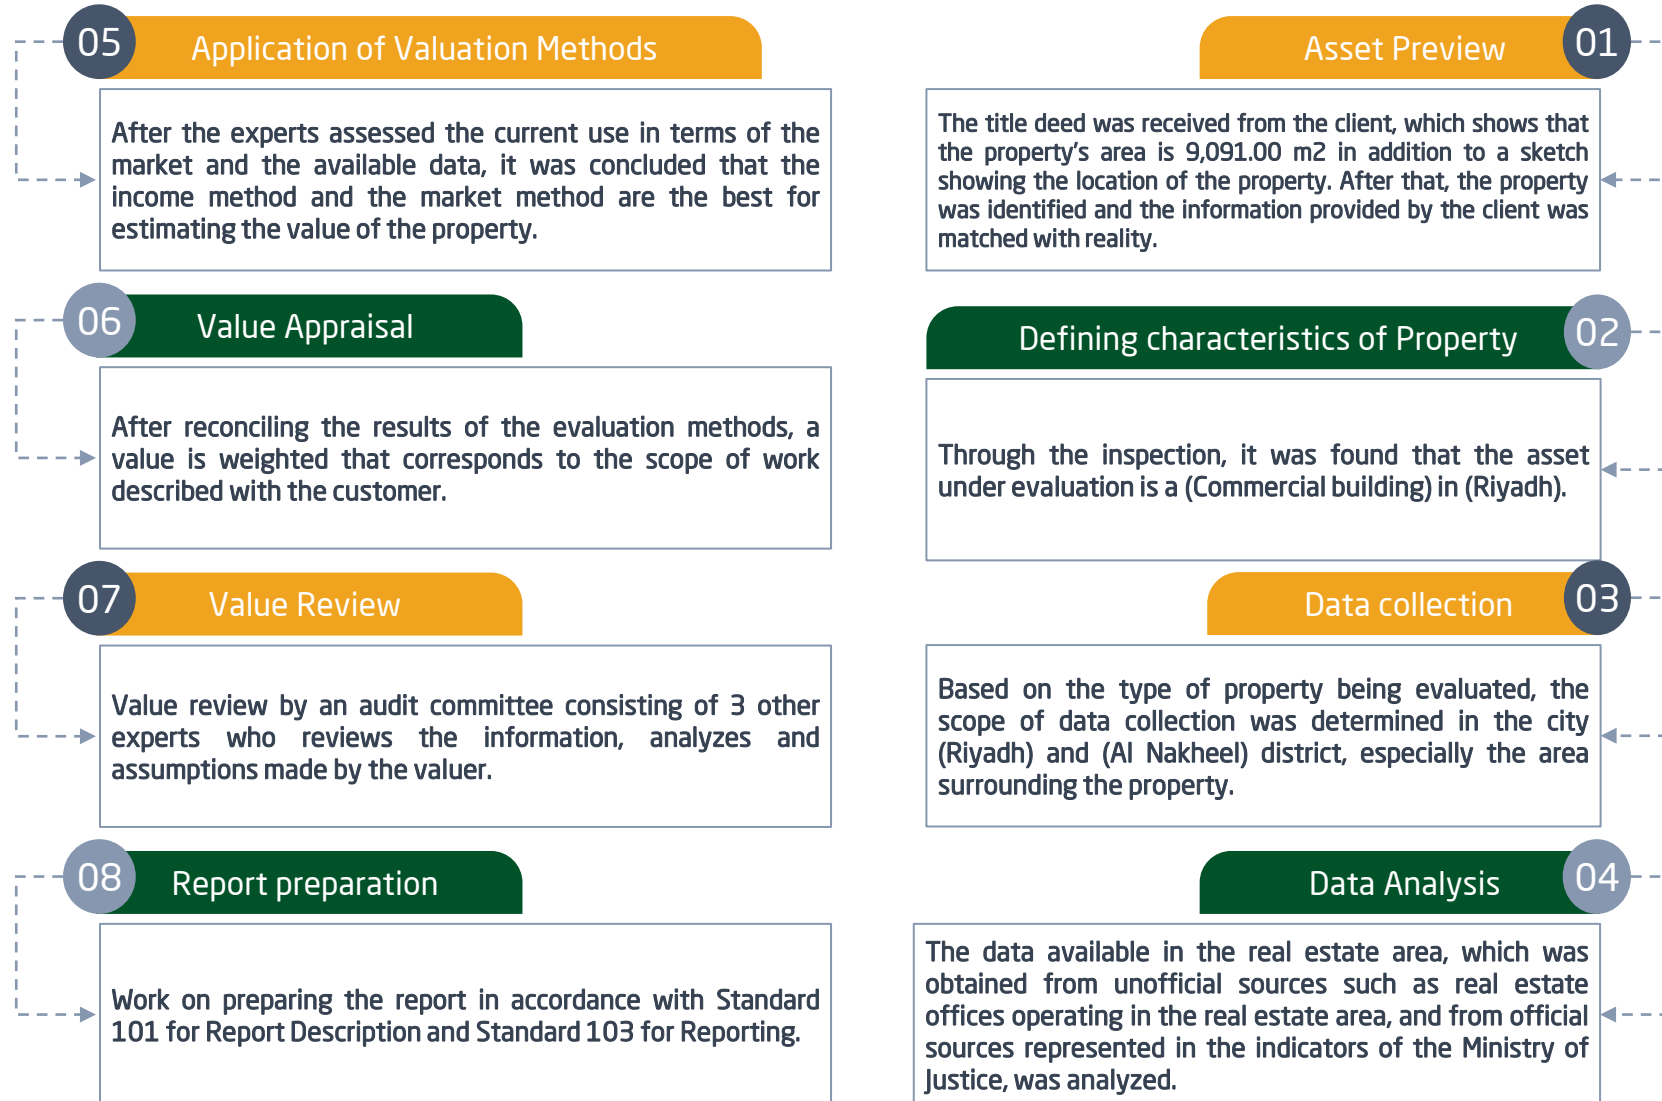 05
Application of Valuation Methods
After the experts assessed the current use in terms of the
market and the available data, it was concluded that the
income method and the market method are the best for
estimating the value of the property.
06
Value Appraisal
After reconciling the results of the evaluation methods, a
value is weighted that corresponds to the scope of work
described with the customer.
07
Value Review
Value review by an audit committee consisting of 3 other
experts who reviews the information, analyzes and
assumptions made by the valuer.
08
Report preparation
Work on preparing the report in accordance with Standard
101 for Report Description and Standard 103 for Reporting.
Asset Preview
01
The title deed was received from the client, which shows that
the property's area is 9,091.00 m2 in addition to a sketch
showing the location of the property. After that, the property
was identified and the information provided by the client was
matched with reality.
Defining characteristics of Property
02
Through the inspection, it was found that the asset
under evaluation is a (Commercial building) in (Riyadh).
Data collection
03
Based on the type of property being evaluated, the
scope of data collection was determined in the city
(Riyadh) and (Al Nakheel) district, especially the area
surrounding the property.
Data Analysis
04
The data available in the real estate area, which was
obtained from unofficial sources such as real estate
offices operating in the real estate area, and from official
sources represented in the indicators of the Ministry of
Justice, was analyzed.